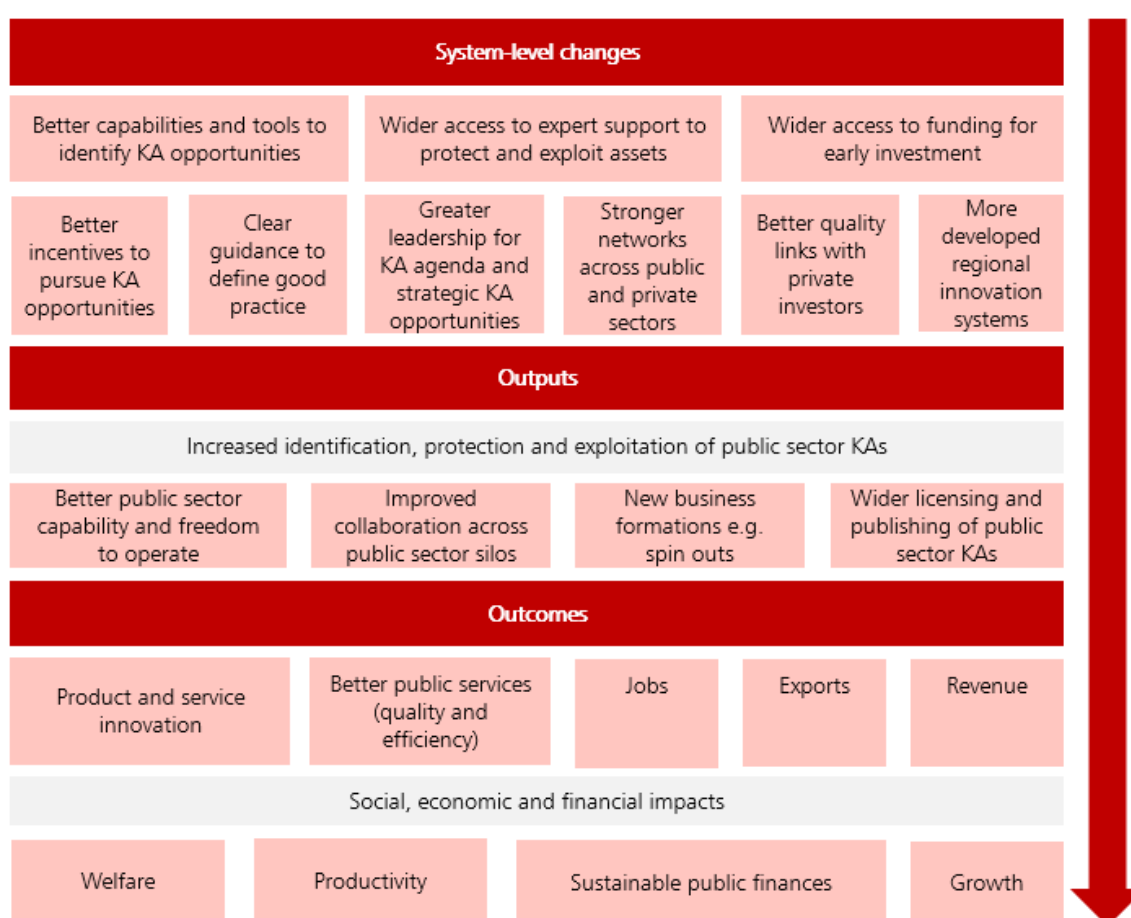 System-level changes
Better capabilities and tools to
identify KA opportunities
Wider access to expert support to
protect and exploit assets
Wider access to funding for
early investment
Better
incentives to
pursue KA
opportunities
Clear
guidance to
define good
practice
Greater
leadership for
KA agenda and
strategic KA
opportunities
Stronger
networks
across public
and private
sectors
Better quality
links with
private
investors
More
developed
regional
innovation
systems
Outputs
Increased identification, protection and exploitation of public sector KAs
Better public sector
capability and freedom
to operate
Improved
collaboration across
public sector silos
New business
formations e.g.
spin outs
Wider licensing and
publishing of public
sector KAs
Outcomes
Product and service
innovation
Better public services
(quality and
efficiency)
Jobs
Exports
Revenue
Social, economic and financial impacts
Welfare
Productivity
Sustainable public finances
Growth